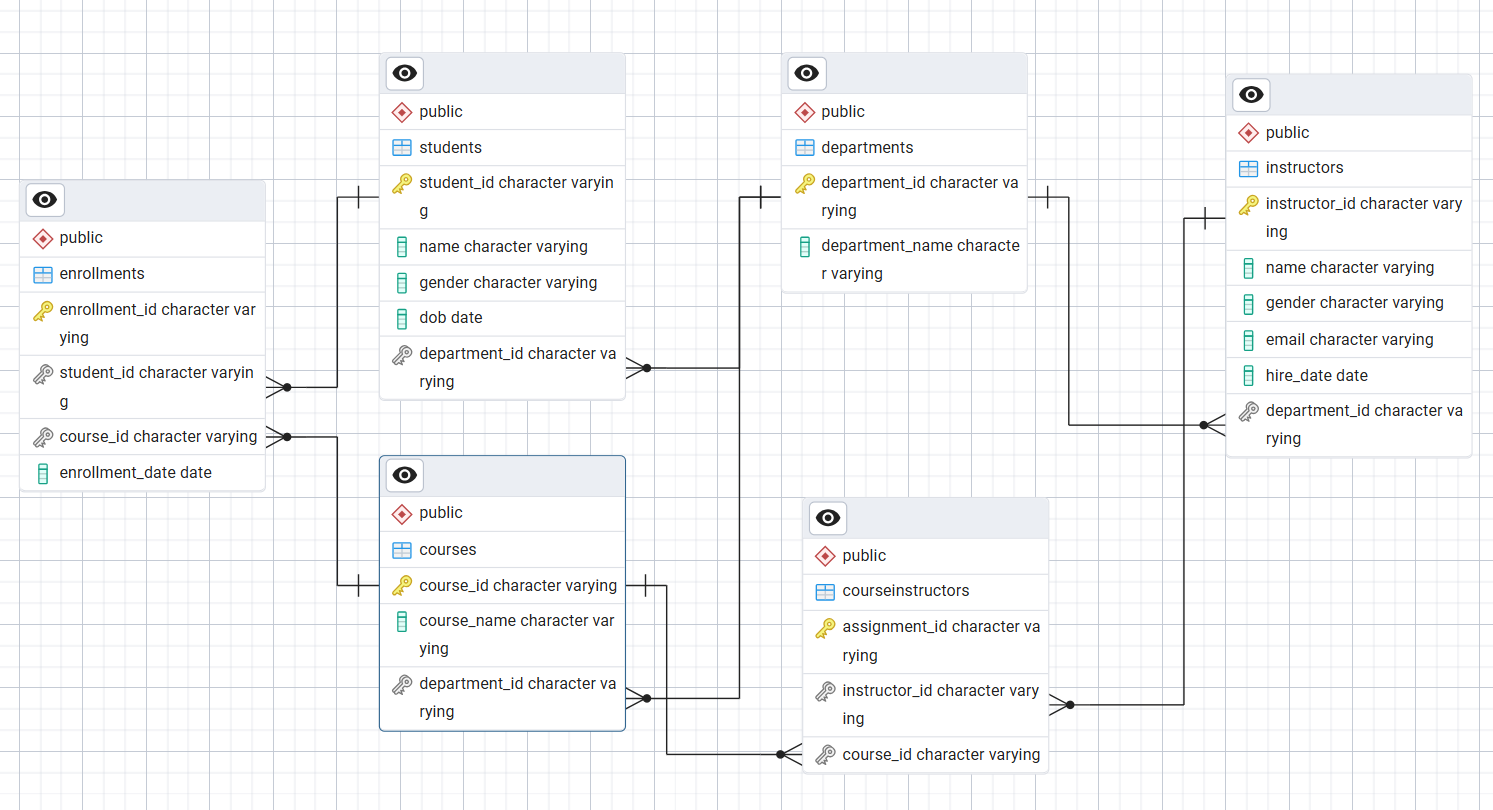 public
students
student_id character varyin
g
name character varying
gender character varying
dob date
department_id character va
rying
public
departments
department_id character va
rying
department_name characte
r varying
public
instructors
instructor_id character vary
ing
name character varying
gender character varying
email character varying
hire_date date
department_id character va
rying
public
enrollments
enrollment_id character var
ying
student_id character varyin
g
course_id character varying
enrollment_date date
public
courses
course_id character varying
course_name character var
ying
department_id character va
rying
public
courseinstructors
assignment_id character va
rying
instructor_id character vary
ing
course_id character varying